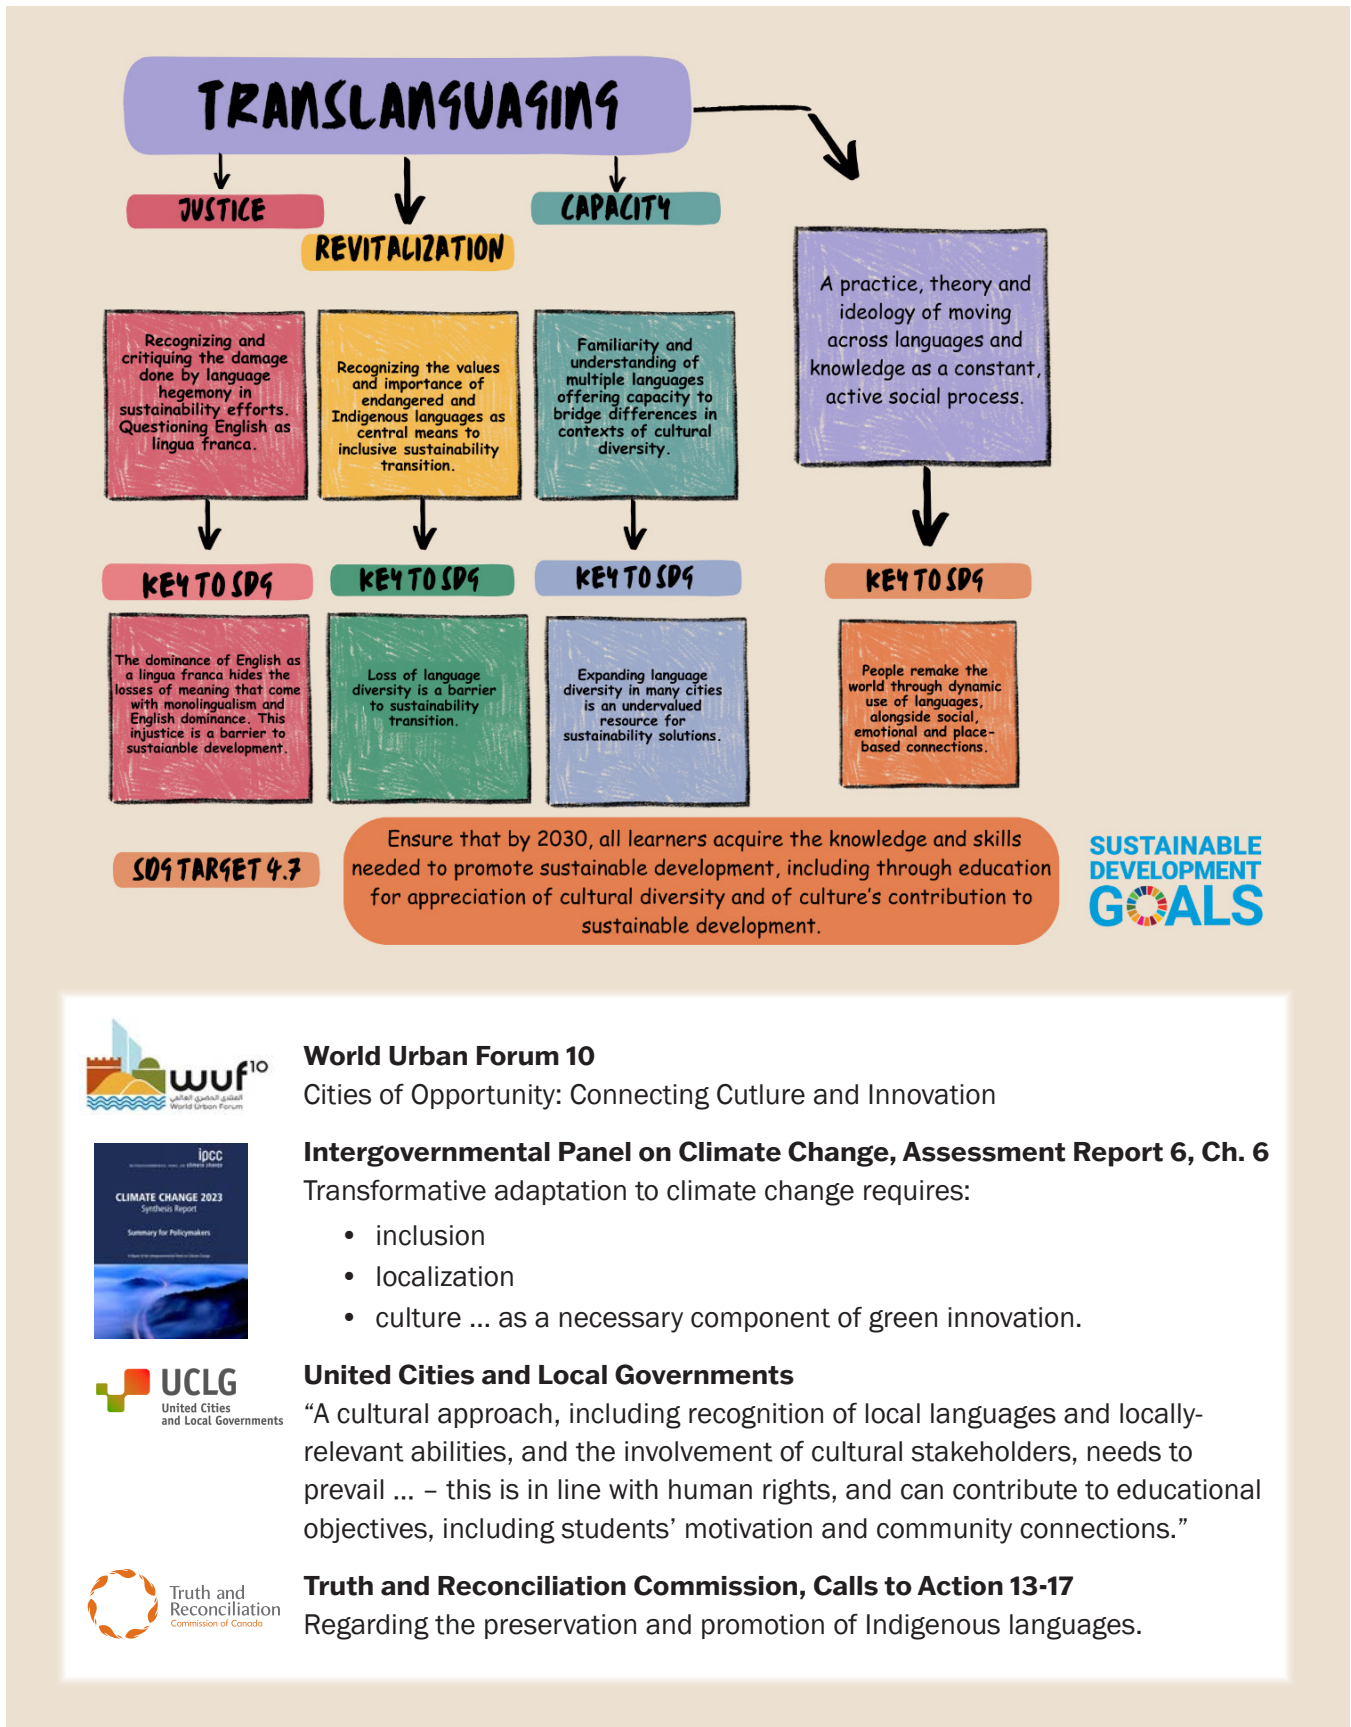 TRANSLANGUAGING
JUSTICE
REVITALIZATION
CAPACITY
Recognizing and
critiquing the damage
done by language
hegemony in
sustainability efforts.
Questioning English as
lingua franca.
Recognizing the values
and importance of
endangered and
Indigenous languages as
central means to
inclusive sustainability
transition.
Familiarity and
understanding of
multiple languages
offering capacity to
bridge differences in
contexts of cultural
diversity.
A practice, theory and
ideology of moving
across languages and
knowledge as a constant,
active social process.
KEY TO SDG
KEY TO SDG
KEY TO SDG
KEY TO SDG
The dominance of English as
a lingua franca hides the
losses of meaning that come
with monolingualism and
English dominance. This
injustice is a barrier to
sustaianble development.
Loss of language
diversity is a barrier
to sustainability
transition.
Expanding language
diversity in many cities
is an undervalued
resource for
sustainability solutions.
People remake the
world through dynamic
use of languages,
alongside social,
emotional and place-
based connections.
SDG TARGET 4.7
Ensure that by 2030, all learners acquire the knowledge and skills
needed to promote sustainable development, including through education
for appreciation of cultural diversity and of culture's contribution to
sustainable development.
SUSTAINABLE
DEVELOPMENT
GOALS
wuf10
المنتدى الحضري العالمي
World Urban Forum
World Urban Forum 10
Cities of Opportunity: Connecting Cutlure and Innovation
ipcc
climate change
CLIMATE CHANGE 2023
Synthesis Report
Summary for Policymakers
Intergovernmental Panel on Climate Change, Assessment Report 6, Ch. 6
Transformative adaptation to climate change requires:
• inclusion
• localization
• culture ... as a necessary component of green innovation.
UCLG
United Cities
and Local Governments
United Cities and Local Governments
“A cultural approach, including recognition of local languages and locally-
relevant abilities, and the involvement of cultural stakeholders, needs to
prevail ... – this is in line with human rights, and can contribute to educational
objectives, including students’ motivation and community connections.”
Truth and
Reconciliation
Commission of Canada
Truth and Reconciliation Commission, Calls to Action 13-17
Regarding the preservation and promotion of Indigenous languages.